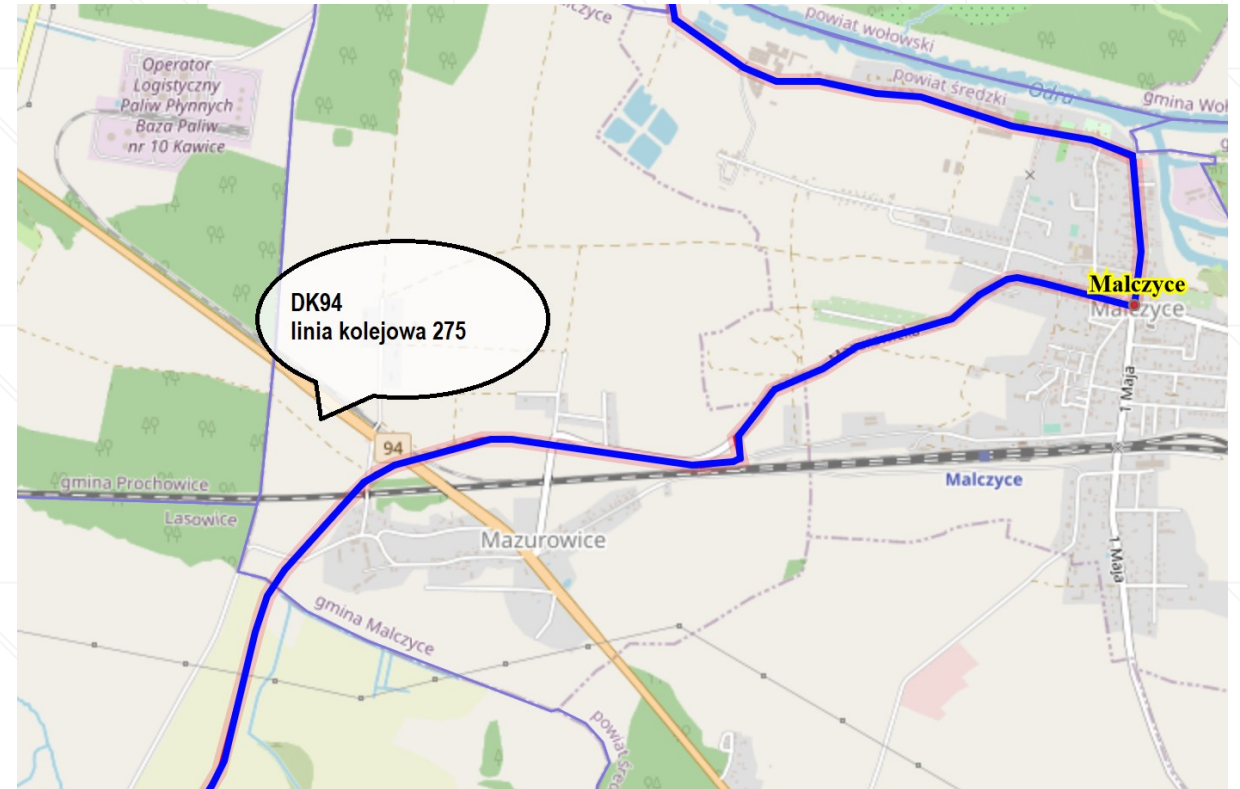 czyce
powiat wołowski
Operator
Logistyczny
Paliw Płynnych
Baza Paliw
nr 10 Kawice
powiat średzki
Odra
gmina Woł
DK94
linia kolejowa 275
Malczyce
Malczyce
1 Maja
94
gmina Prochowice
Malczyce
Lasowice
Mazurowice
1 Maja
gmina Malczyce
powiat śred